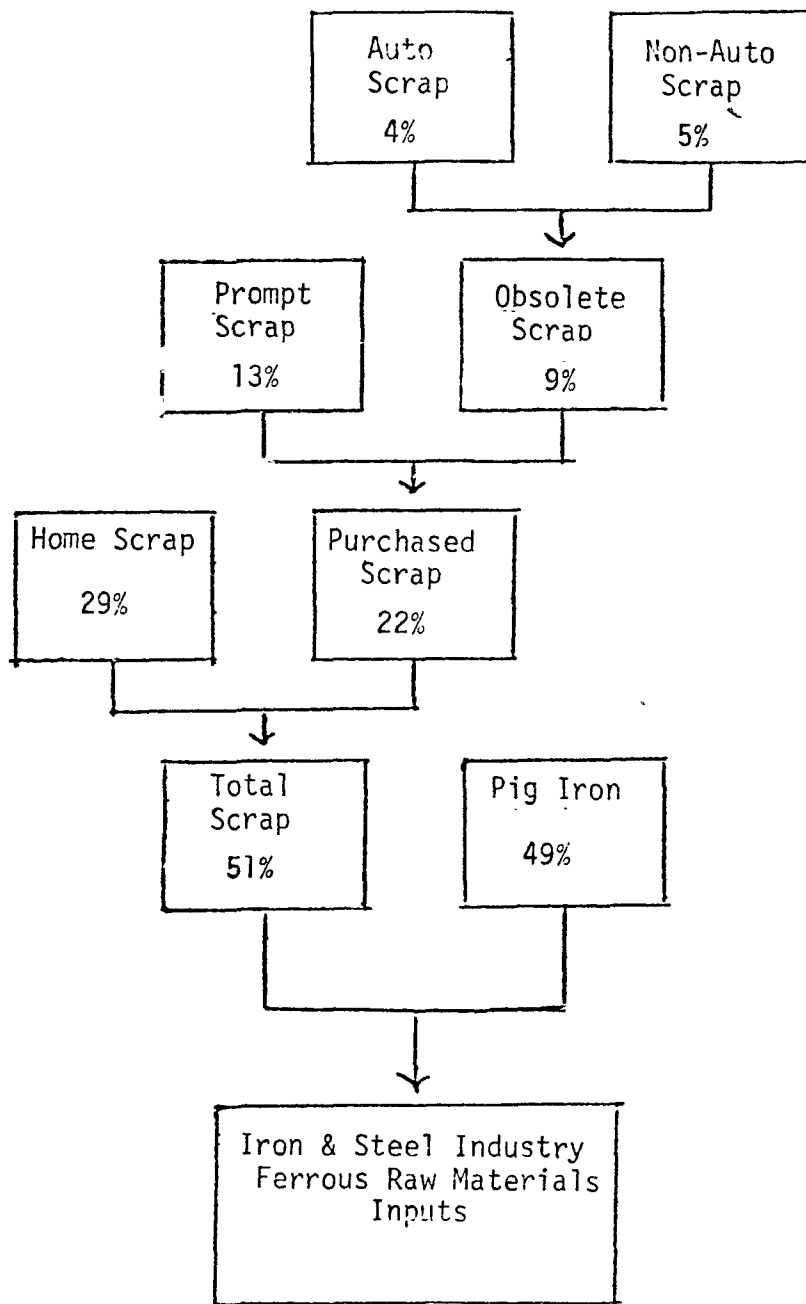 Auto
Scrap
4%
Non-Auto
Scrap
5%
Prompt
Scrap
13%
Obsolete
Scrap
9%
Home Scrap
29%
Purchased
Scrap
22%
Total
Scrap
51%
Pig Iron
49%
Iron & Steel Industry
Ferrous Raw Materials
Inputs